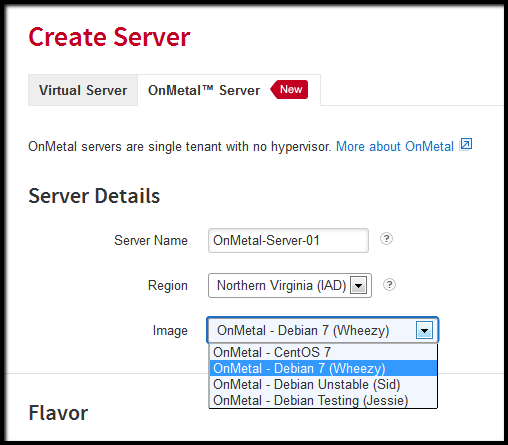 Create Server
Virtual Server OnMetal™ Server New
OnMetal servers are single tenant with no hypervisor. More about OnMetal
Server Details
Server Name OnMetal-Server-01 ?
Region Northern Virginia (IAD) ?
Image OnMetal - Debian 7 (Wheezy)
OnMetal - CentOS 7
OnMetal - Debian 7 (Wheezy)
OnMetal - Debian Unstable (Sid)
OnMetal - Debian Testing (Jessie)
Flavor